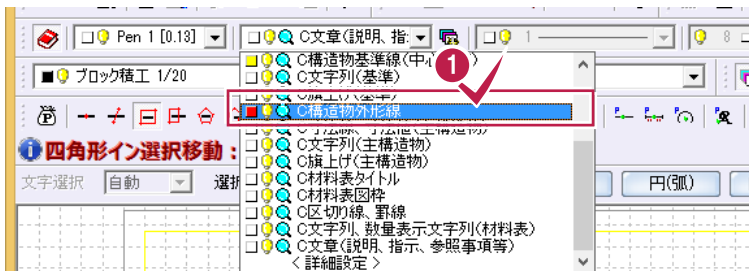 Pen 1 [0.13] C文章(説明、指: 1 8
ブロック積工 1/20
C構造物基準線(中心
C文字列(基準)
C旗上げ(基準)
1
C構造物外形線
C寸法線、寸法値(主構造物)
四角形イン選択移動：
C文字列(主構造物)
C旗上げ(主構造物)
文字選択 自動 選択
C材料表タイトル
円(弧)
C材料表図枠
C区切り線、罫線
C文字列、数量表示文字列(材料表)
C文章(説明、指示、参照事項等)
< 詳細設定 >